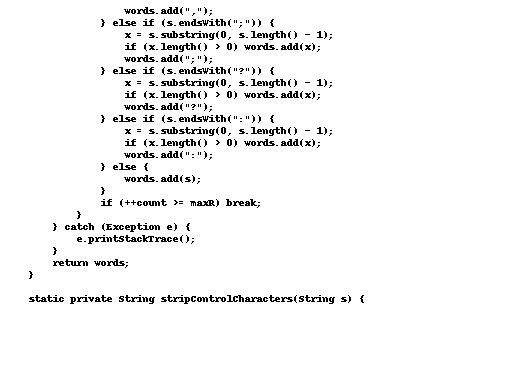 words.add(",");
} else if (s.endsWith(";")) {
x = s.substring(0, s.length() - 1);
if (x.length() > 0) words.add(x);
words.add(";");
} else if (s.endsWith("?")) {
x = s.substring(0, s.length() - 1);
if (x.length() > 0) words.add(x);
words.add("?");
} else if (s.endsWith(":")) {
x = s.substring(0, s.length() - 1);
if (x.length() > 0) words.add(x);
words.add(":");
} else {
words.add(s);
}
if (++count >= maxR) break;
}
} catch (Exception e) {
e.printStackTrace();
}
return words;
}
static private String stripControlCharacters(String s) {